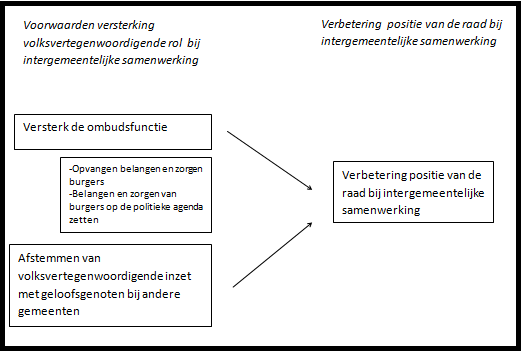 Voorwaarden versterking
volksvertegenwoordigende rol bij
intergemeentelijke samenwerking
Verbetering positie van de raad bij
intergemeentelijke samenwerking
Versterk de ombudsfunctie
-Opvangen belangen en zorgen
burgers
-Belangen en zorgen van
burgers op de politieke agenda
zetten
Afstemmen van
volksvertegenwoordigende inzet
met geloofsgenoten bij andere
gemeenten
Verbetering positie van de
raad bij intergemeentelijke
samenwerking